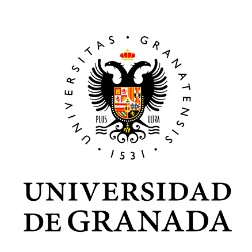 UNIVERSITAS · GRANATENSIS · 1531 ·
PLUS ULTRA
UNIVERSIDAD
DE GRANADA